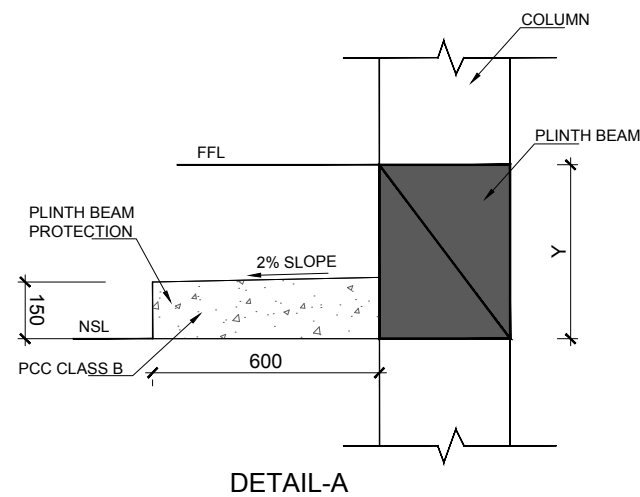 COLUMN
PLINTH BEAM
FFL
PLINTH BEAM
PROTECTION
2% SLOPE
Y
150
NSL
PCC CLASS B
600
DETAIL-A